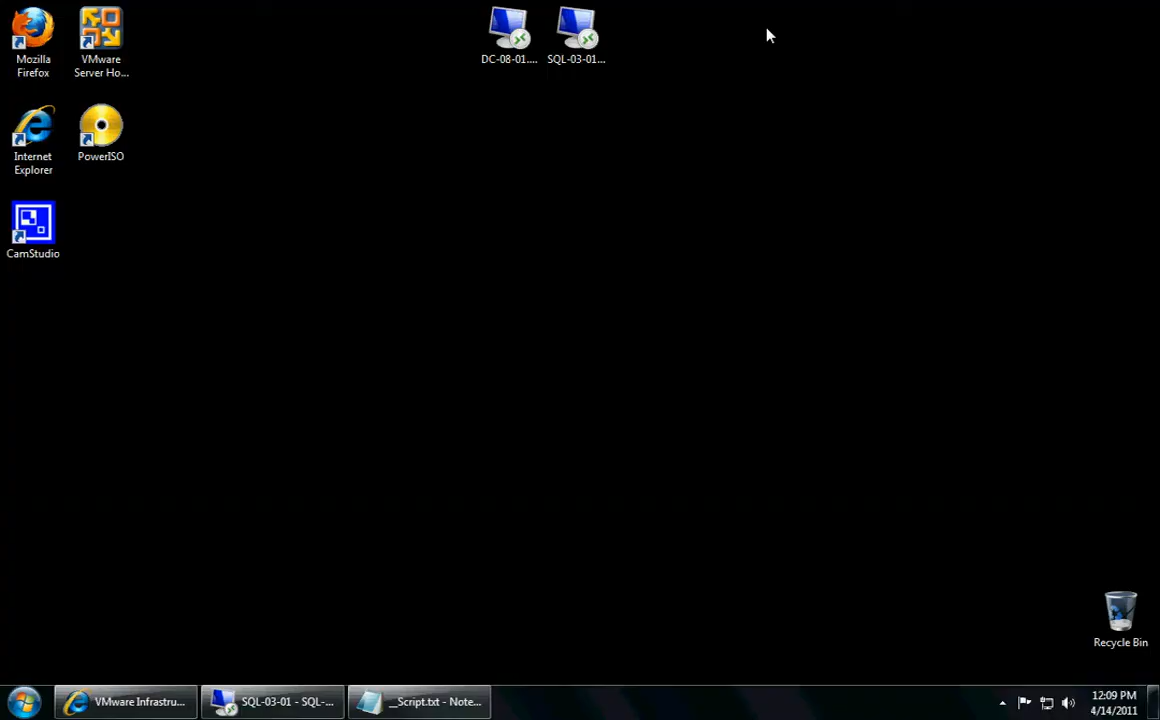 Mozilla
Firefox
VMware
Server Ho...
DC-08-01....
SQL-03-01...
Internet
Explorer
PowerISO
CamStudio
Recycle Bin
VMware Infrastru...
SQL-03-01 - SQL-...
__Script.txt - Note...
12:09 PM
4/14/2011